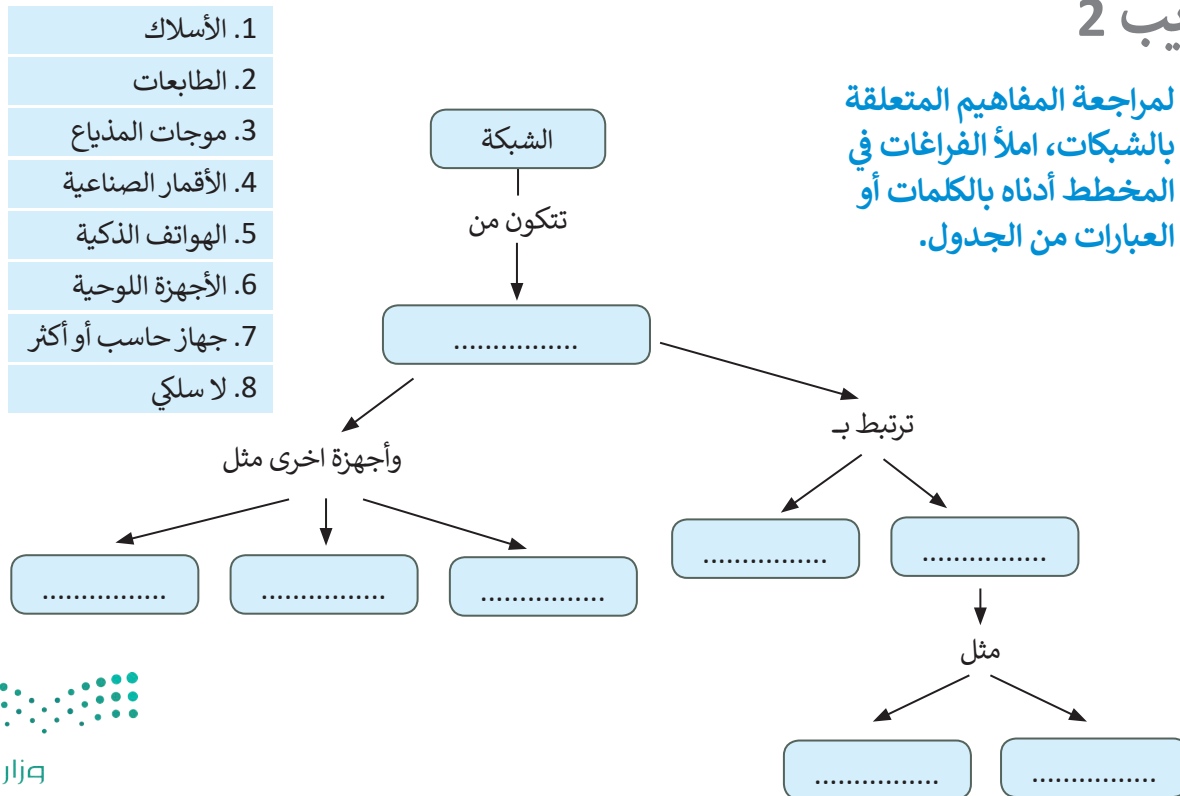 يب 2
لمراجعة المفاهيم المتعلقة
بالشبكات، املأ الفراغات في
المخطط أدناه بالكلمات أو
العبارات من الجدول.
1. الأسلاك
2. الطابعات
3. موجات المذياع
4. الأقمار الصناعية
5. الهواتف الذكية
6. الأجهزة اللوحية
7. جهاز حاسب أو أكثر
8. لا سلكي
الشبكة
تتكون من
................
ترتبط بـ
وأجهزة اخرى مثل
................
................
................
................
................
مثل
................
................
وزار